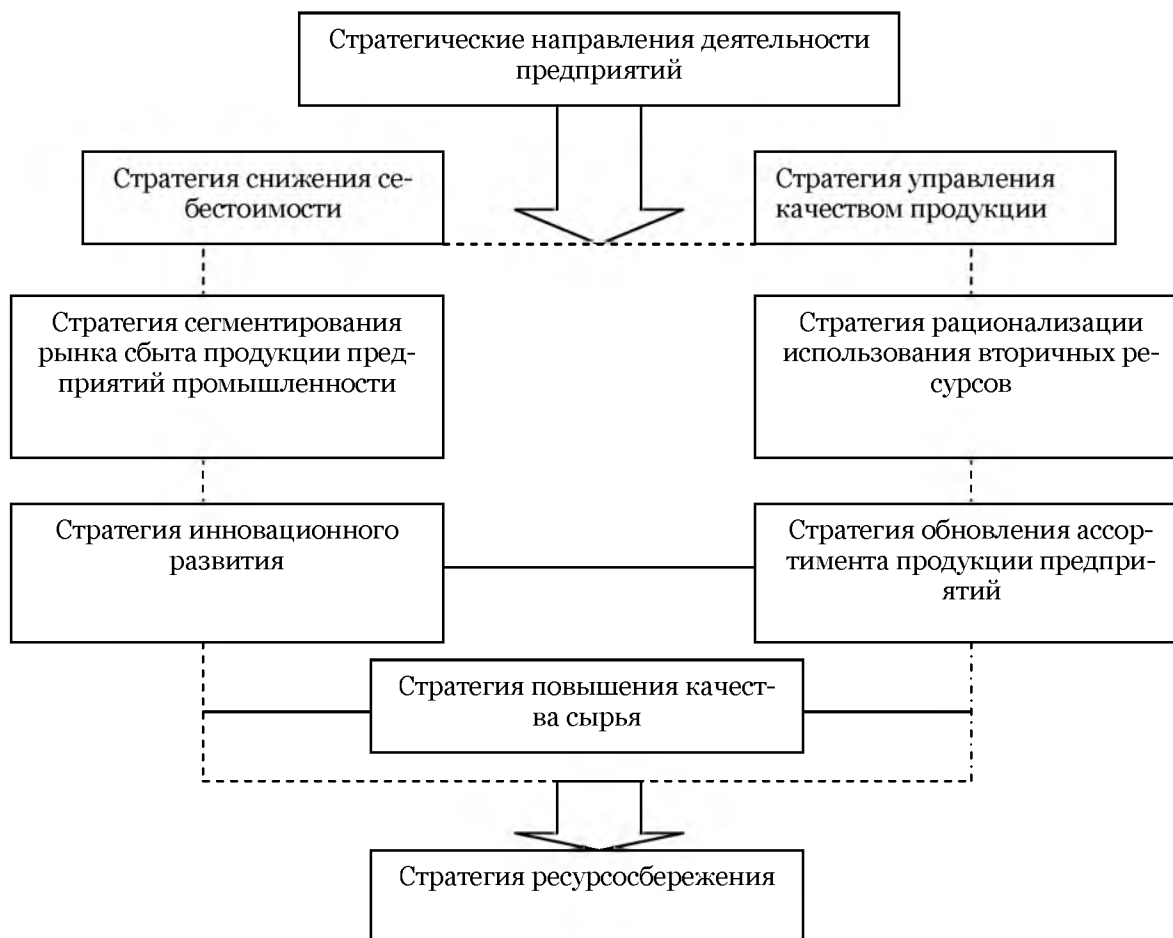 Стратегические направления деятельности
предприятий
Стратегия снижения се-
бестоимости
Стратегия управления
качеством продукции
Стратегия сегментирования
рынка сбыта продукции пред-
приятий промышленности
Стратегия рационализации
использования вторичных ре-
сурсов
Стратегия инновационного
развития
Стратегия обновления ассор-
тимента продукции предпри-
ятий
Стратегия повышения качест-
ва сырья
Стратегия ресурсосбережения